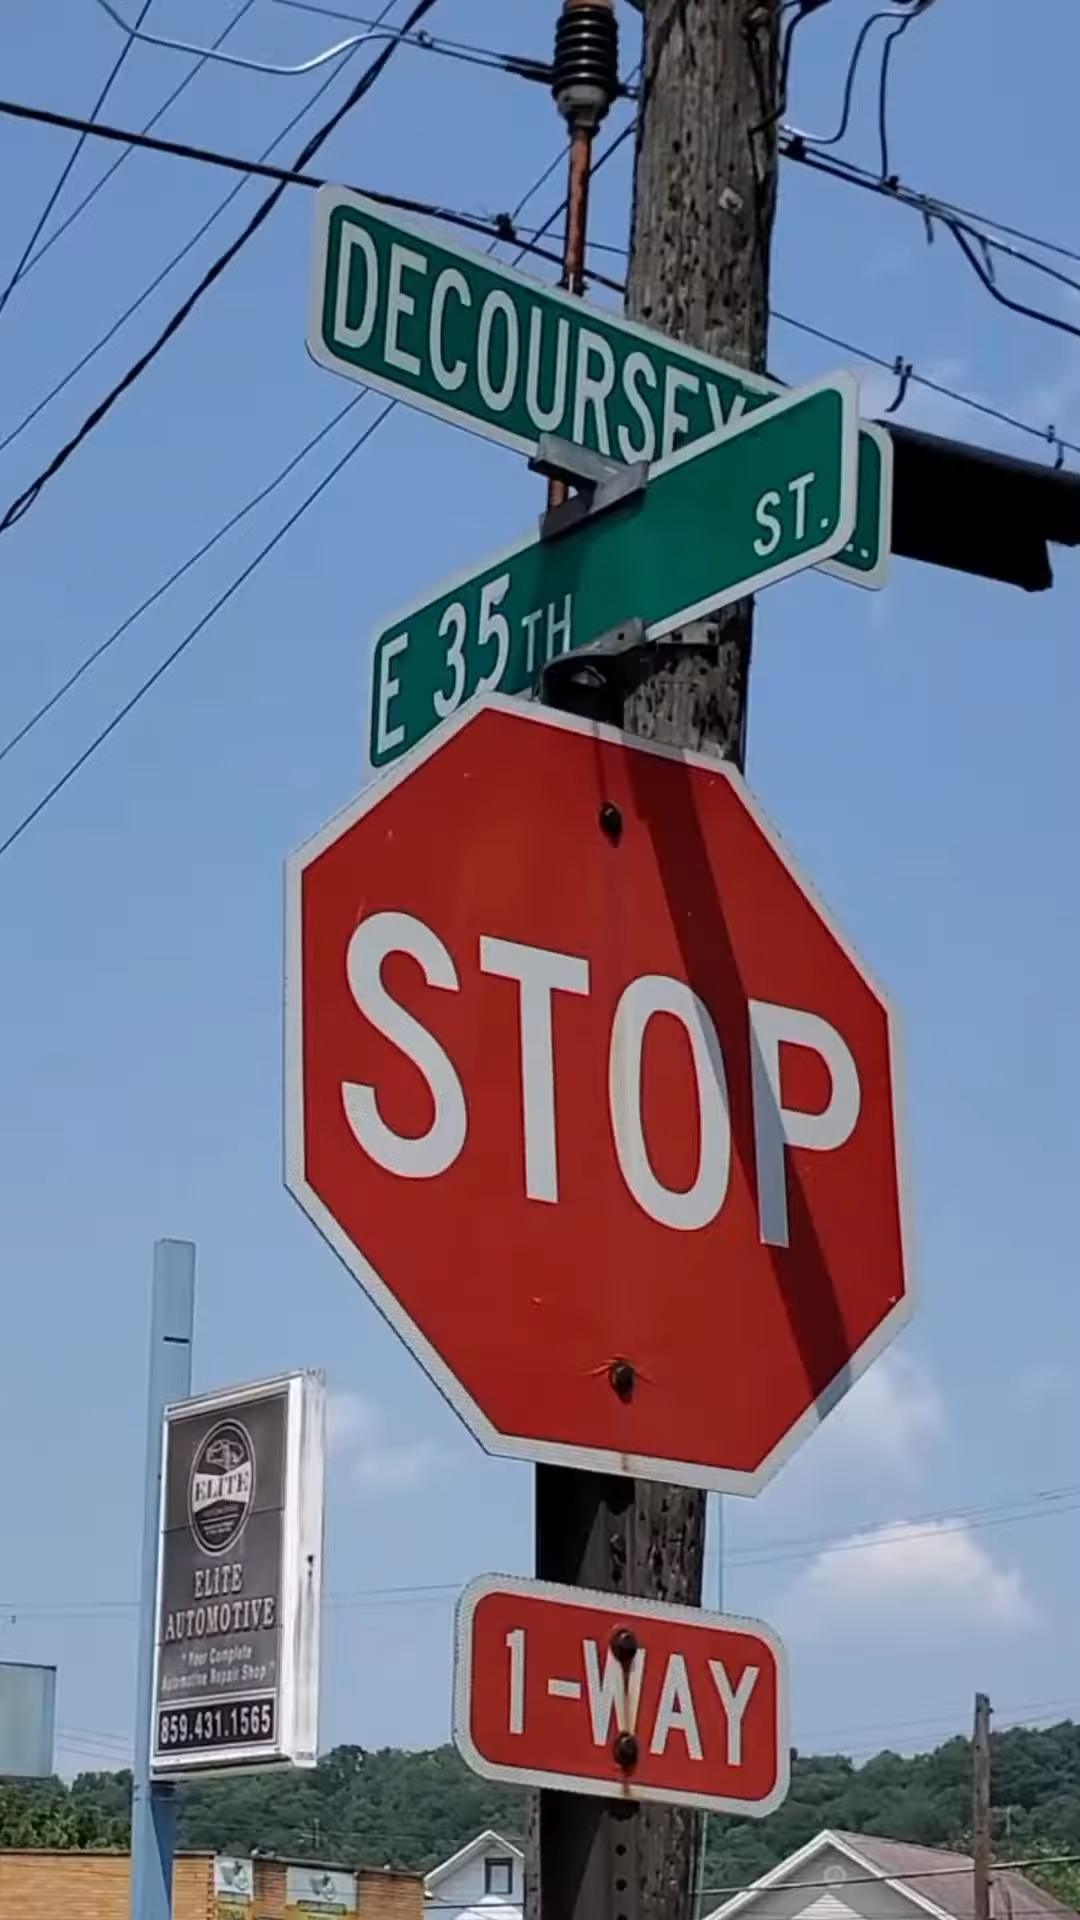 DECOURSEY
E 35TH ST.
STOP
1-WAY
ELITE
ELITE
AUTOMOTIVE
"Your Complete
Automotive Repair Shop"
859.431.1565